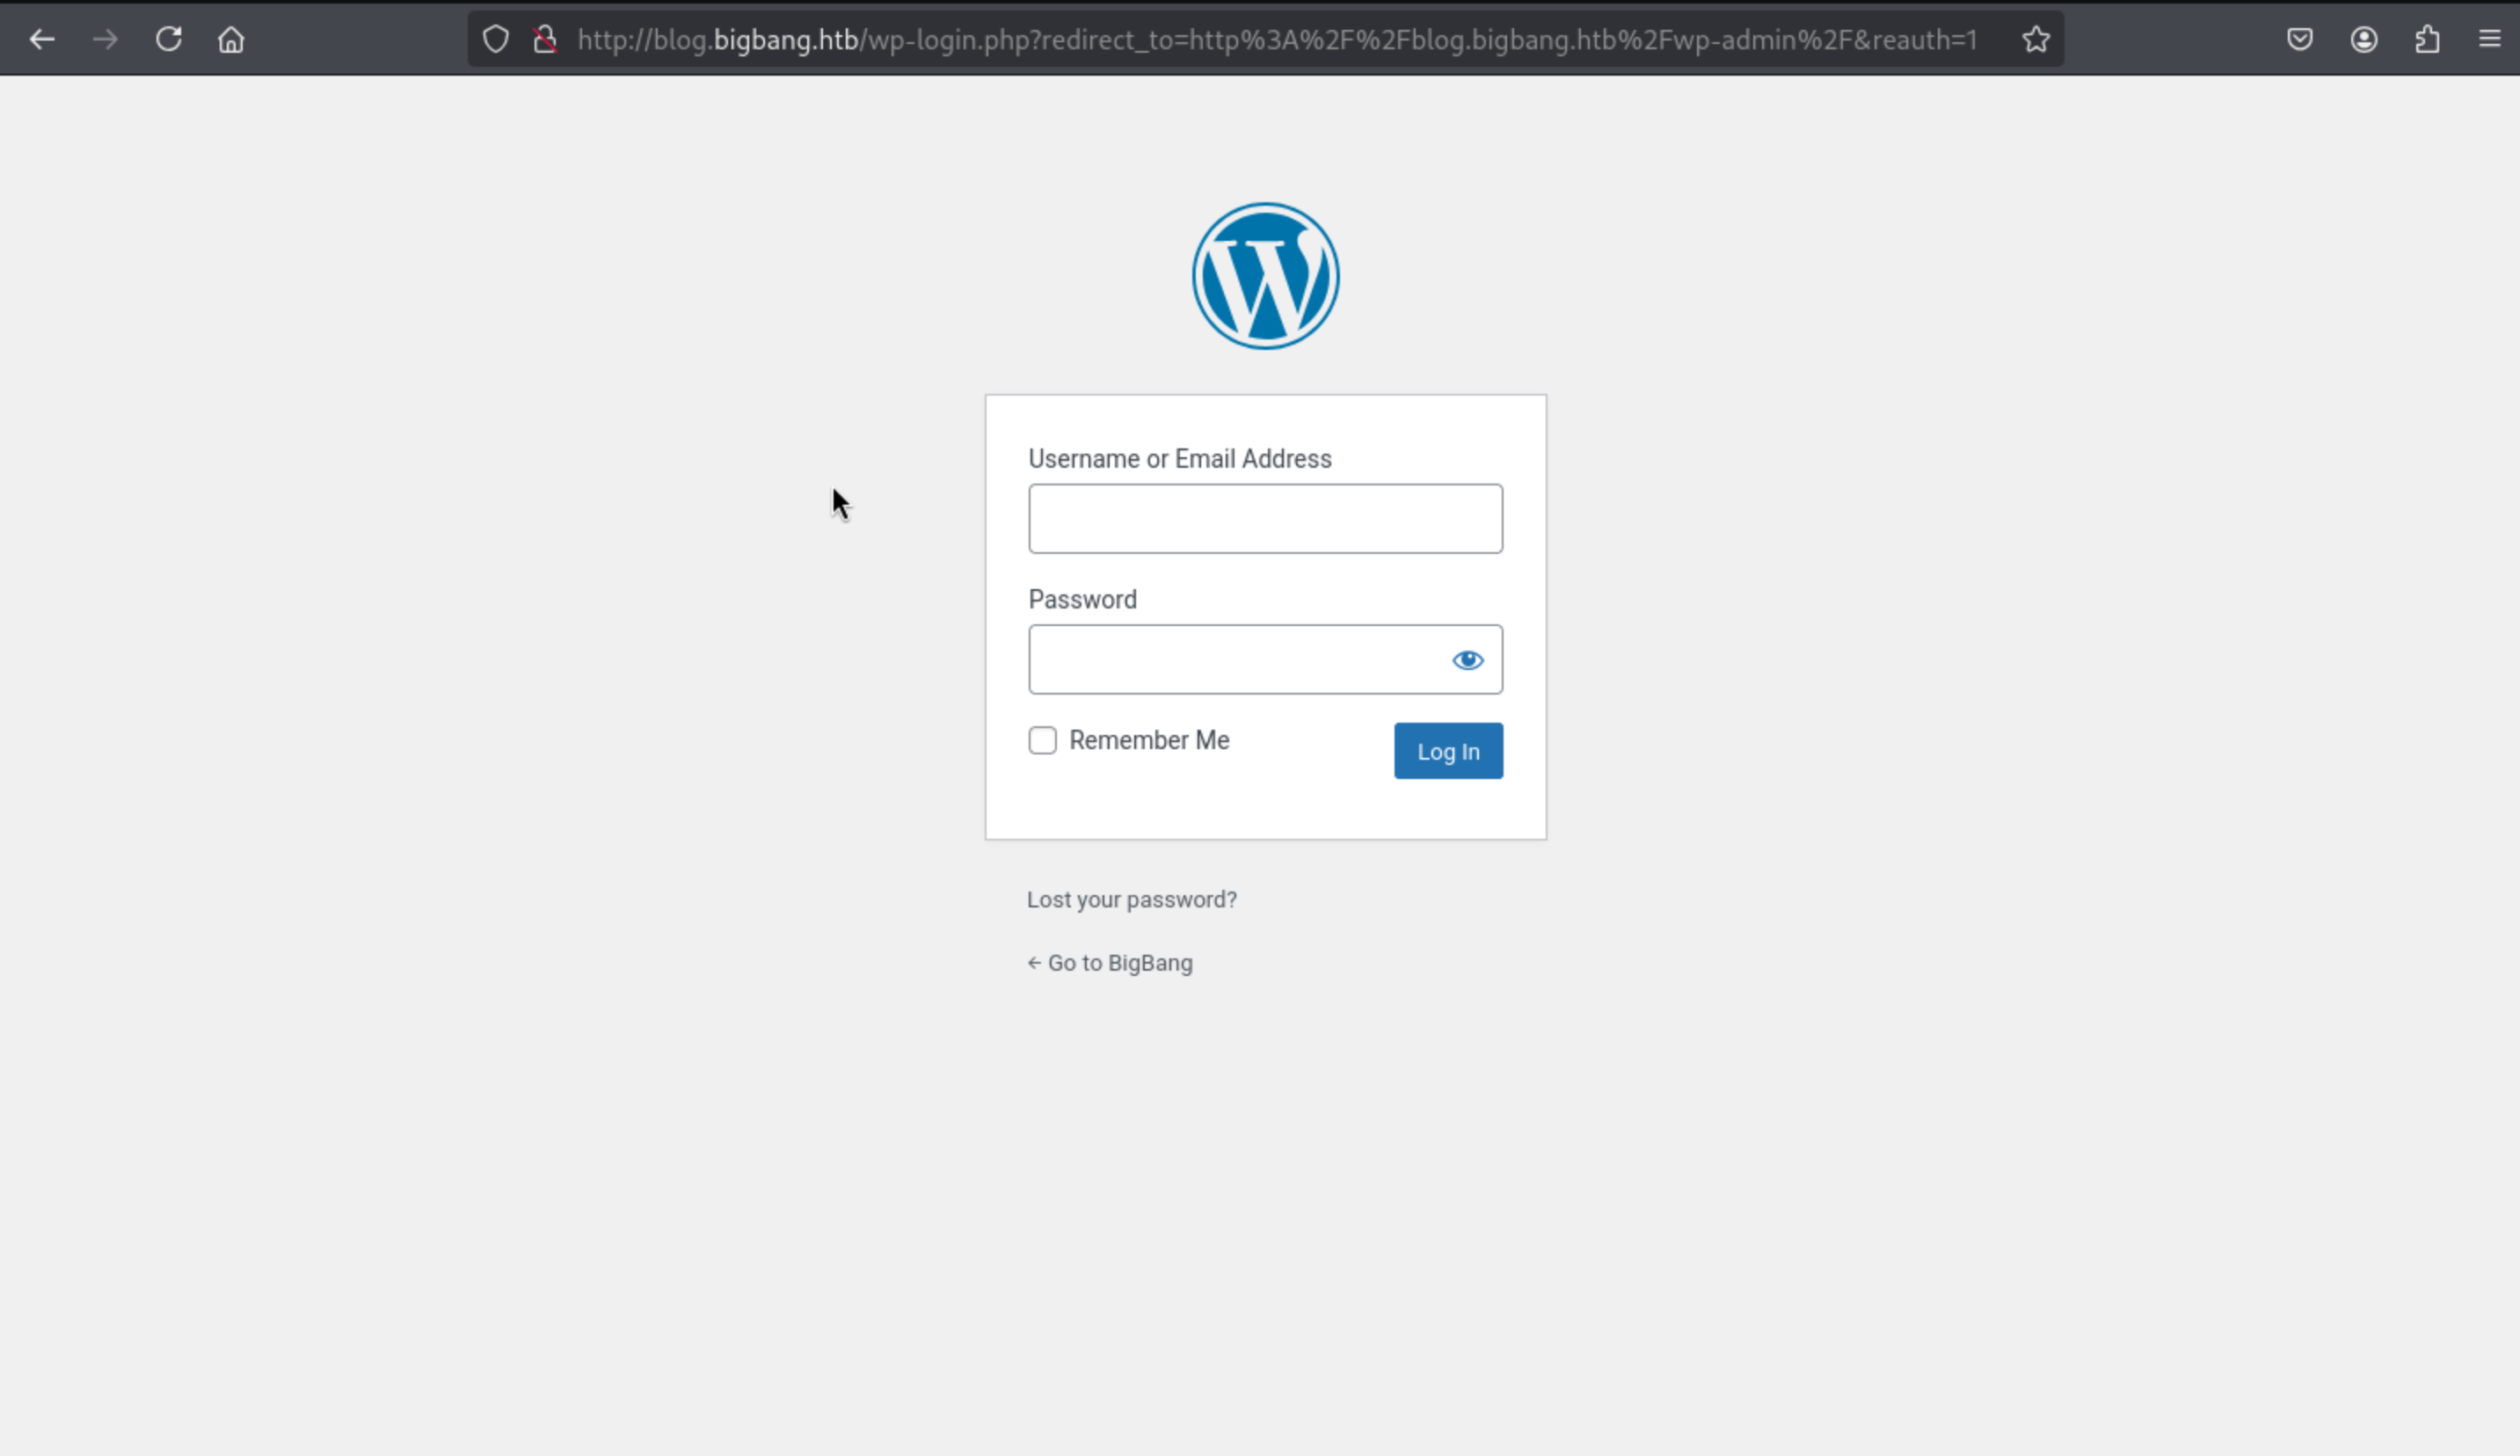 http://blog.bigbang.htb/wp-login.php?redirect_to=http%3A%2F%2Fblog.bigbang.htb%2Fwp-admin%2F&reauth=1
Username or Email Address
Password
Remember Me
Log In
Lost your password?
← Go to BigBang